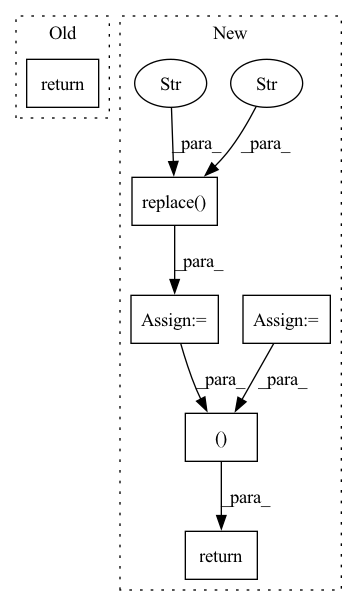 Old
New
return
Str
Str
_para_
_para_
replace()
_para_
Assign:=
Assign:=
_para_
_para_
()
_para_
return